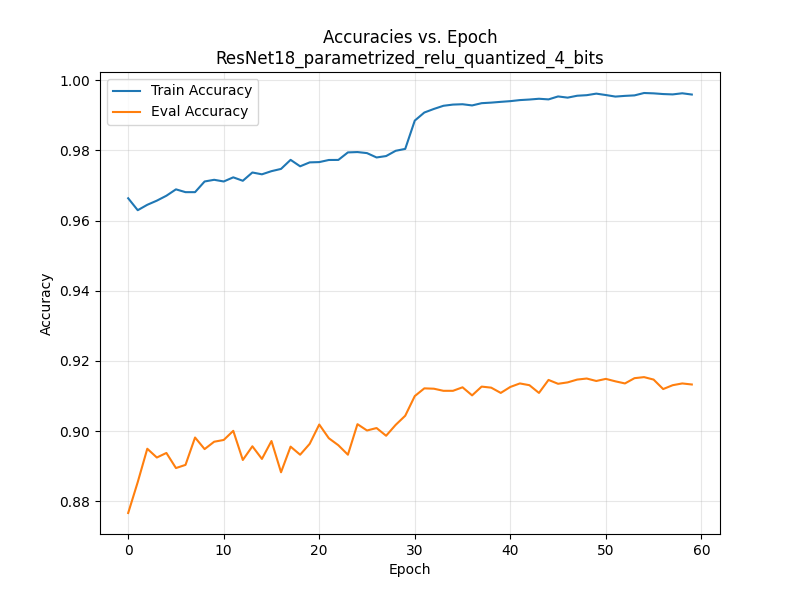 Accuracies vs. Epoch
ResNet18_parametrized_relu_quantized_4_bits
Train Accuracy
Eval Accuracy
1.00
0.98
0.96
0.94
0.92
0.90
0.88
Accuracy
0 10 20 30 40 50 60
Epoch